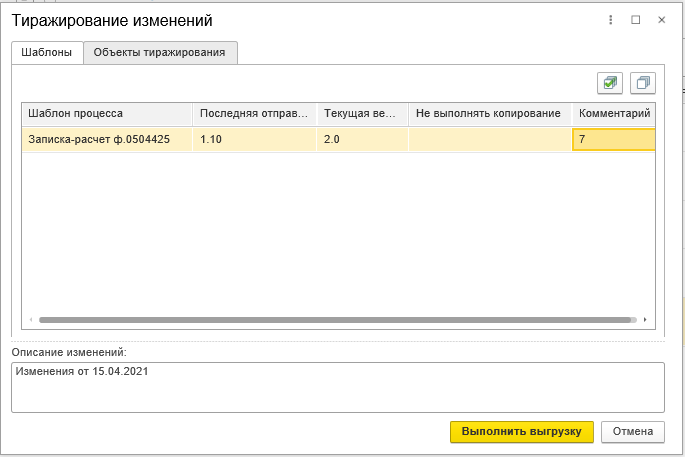 Тиражирование изменений
Шаблоны Объекты тиражирования
Шаблон процесса Последняя отправ... Текущая ве... Не выполнять копирование Комментарий
Записка-расчет ф.0504425 1.10 2.0 7
Описание изменений:
Изменения от 15.04.2021
Выполнить выгрузку Отмена